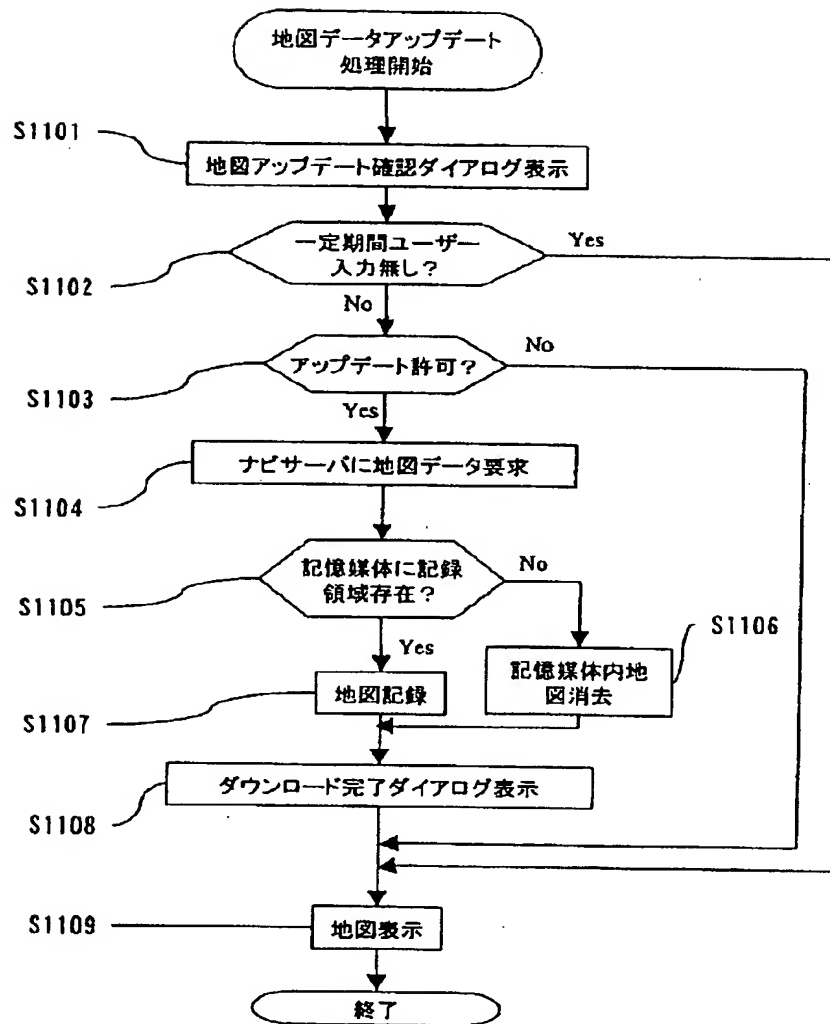 地図データアップデート
処理開始
S1101
地図アップデート確認ダイアログ表示
一定期間ユーザー
入力無し?
Yes
S1102
No
アップデート許可?
No
S1103
Yes
ナビサーバに地図データ要求
S1104
記憶媒体に記録
領域存在?
No
S1105
S1106
Yes
記憶媒体内地
図消去
地図記録
S1107
ダウンロード完了ダイアログ表示
S1108
S1109
地図表示
終了